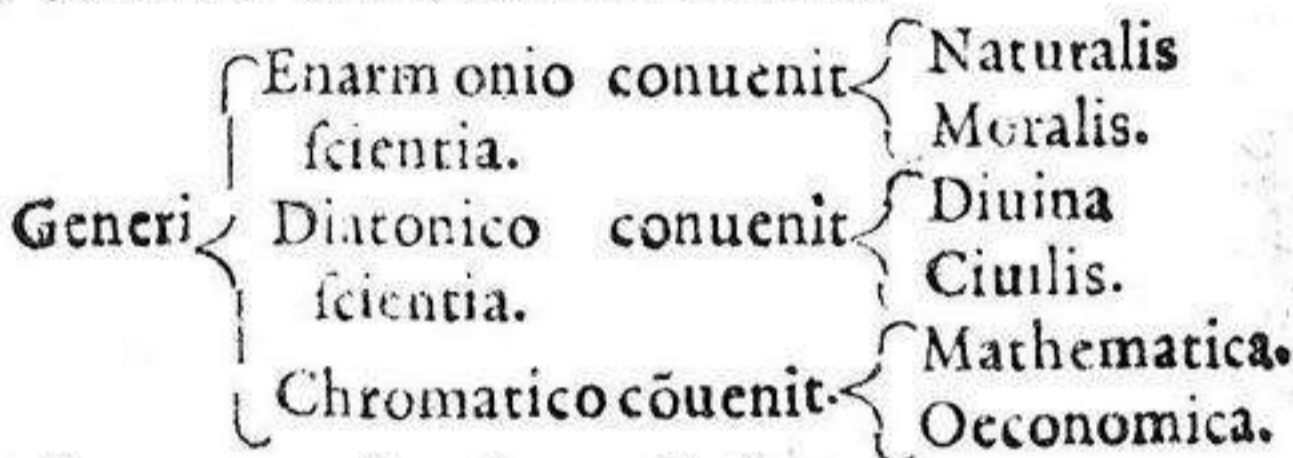 Enarm onio conuenit Naturalis
ſcientia. Moralis.
Generi Diatonico conuenit Diuina
ſcientia. Ciuilis.
Chromatico cōuenit. Mathematica.
Oeconomica.